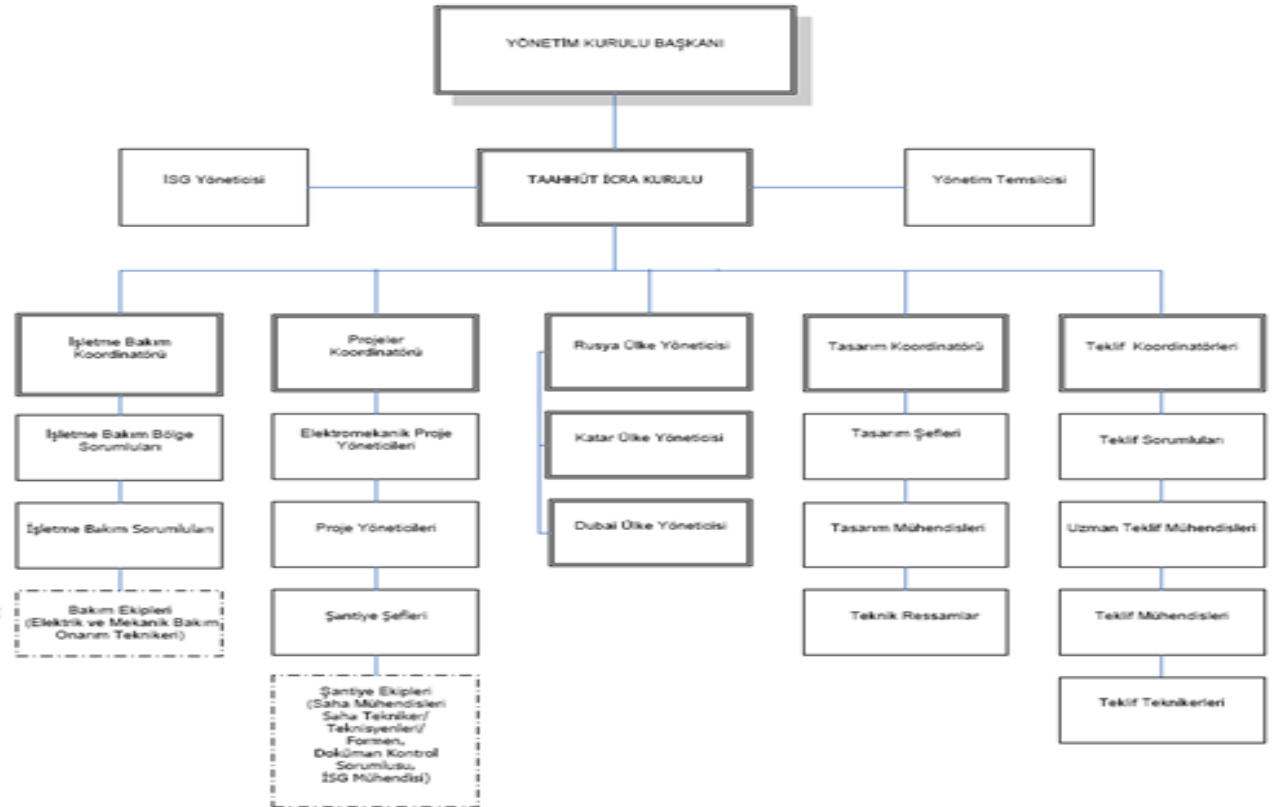 YÖNETİM KURULU BAŞKANI
İSG Yöneticisi
TAAHHÜT İCRA KURULU
Yönetim Temsilcisi
İşletme Bakım
Koordinatörü
Projeler
Koordinatörü
Rusya Ülke Yöneticisi
Tasarım Koordinatörü
Teklif Koordinatörleri
İşletme Bakım Bölge
Sorumluları
Elektromekanik Proje
Yöneticileri
Katar Ülke Yöneticisi
Tasarım Şefleri
Teklif Sorumluları
İşletme Bakım Sorumluları
Proje Yöneticileri
Dubai Ülke Yöneticisi
Tasarım Mühendisleri
Uzman Teklif Mühendisleri
Bakım Ekipleri
(Elektrik ve Mekanik Bakım
Onarım Teknikeri)
Şantiye Şefleri
Teknik Ressamlar
Teklif Mühendisleri
Şantiye Ekipleri
(Saha Mühendisleri
Saha Tekniker/
Teknisyenleri/
Formen,
Doküman Kontrol
Sorumlusu,
İSG Mühendisi)
Teklif Teknikerleri